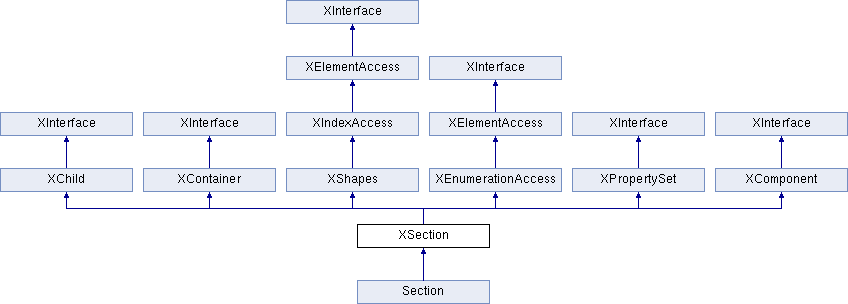 XInterface
XElementAccess
XInterface
XInterface
XInterface
XIndexAccess
XElementAccess
XInterface
XInterface
XChild
XContainer
XShapes
XEnumerationAccess
XPropertySet
XComponent
XSection
Section